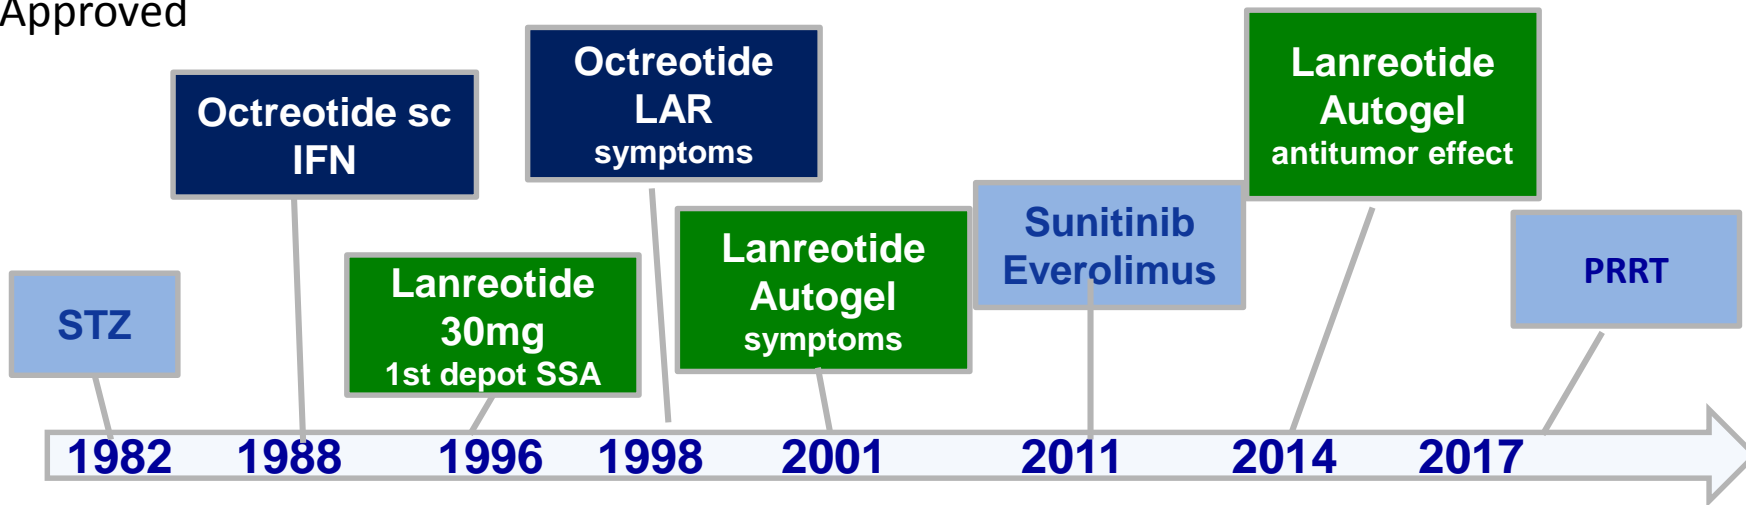 Approved
Octreotide sc
IFN
Octreotide
LAR
symptoms
Lanreotide
Autogel
antitumor effect
STZ
Lanreotide
30mg
1st depot SSA
Lanreotide
Autogel
symptoms
Sunitinib
Everolimus
PRRT
1982 1988 1996 1998 2001 2011 2014 2017